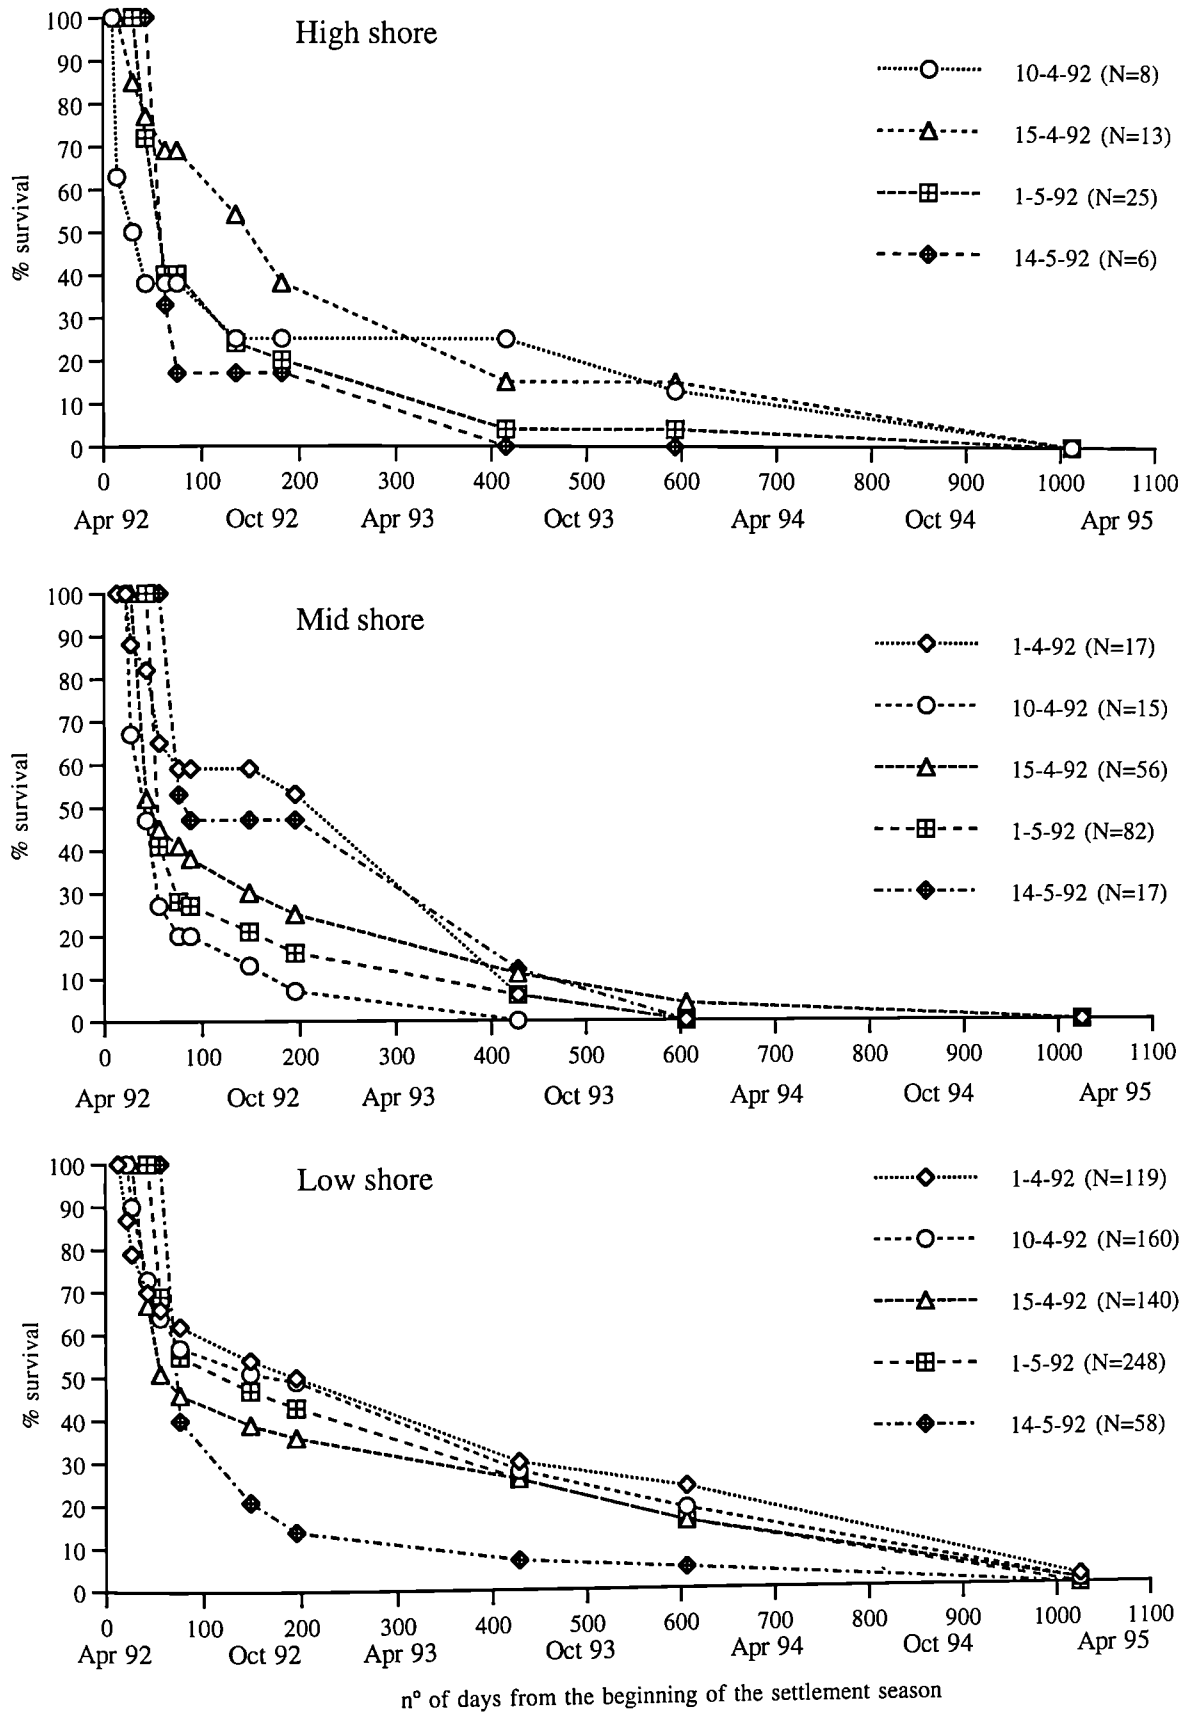 High shore
100
90
80
70
60
50
40
30
20
10
0
% survival
10-4-92 (N=8)
15-4-92 (N=13)
1-5-92 (N=25)
14-5-92 (N=6)
0 100 200 300 400 500 600 700 800 900 1000 1100
Apr 92 Oct 92 Apr 93 Oct 93 Apr 94 Oct 94 Apr 95
Mid shore
100
90
80
70
60
50
40
30
20
10
0
% survival
1-4-92 (N=17)
10-4-92 (N=15)
15-4-92 (N=56)
1-5-92 (N=82)
14-5-92 (N=17)
0 100 200 300 400 500 600 700 800 900 1000 1100
Apr 92 Oct 92 Apr 93 Oct 93 Apr 94 Oct 94 Apr 95
Low shore
100
90
80
70
60
50
40
30
20
10
0
% survival
1-4-92 (N=119)
10-4-92 (N=160)
15-4-92 (N=140)
1-5-92 (N=248)
14-5-92 (N=58)
0 100 200 300 400 500 600 700 800 900 1000 1100
Apr 92 Oct 92 Apr 93 Oct 93 Apr 94 Oct 94 Apr 95
nº of days from the beginning of the settlement season